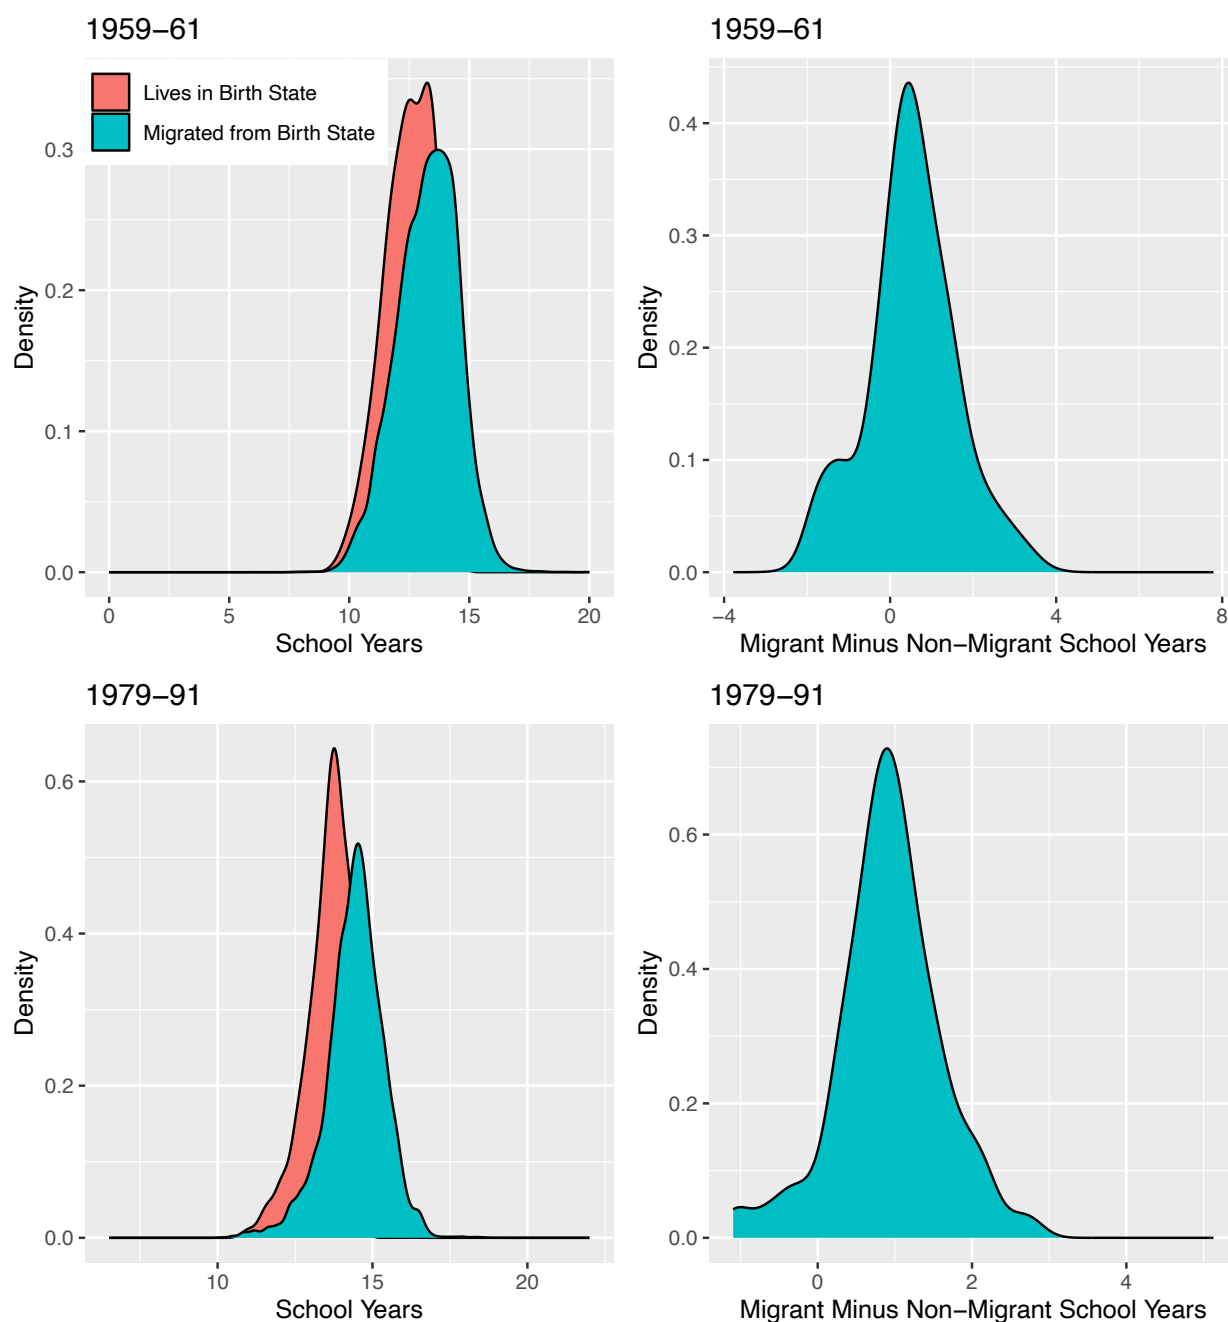 1959−61
Lives in Birth State
Migrated from Birth State
0.3
0.2
0.1
0.0
Density
0 5 10 15 20
School Years
1959−61
0.4
0.3
0.2
0.1
0.0
Density
−4 0 4 8
Migrant Minus Non−Migrant School Years
1979−91
0.6
0.4
0.2
0.0
Density
10 15 20
School Years
1979−91
0.6
0.4
0.2
0.0
Density
0 2 4
Migrant Minus Non−Migrant School Years